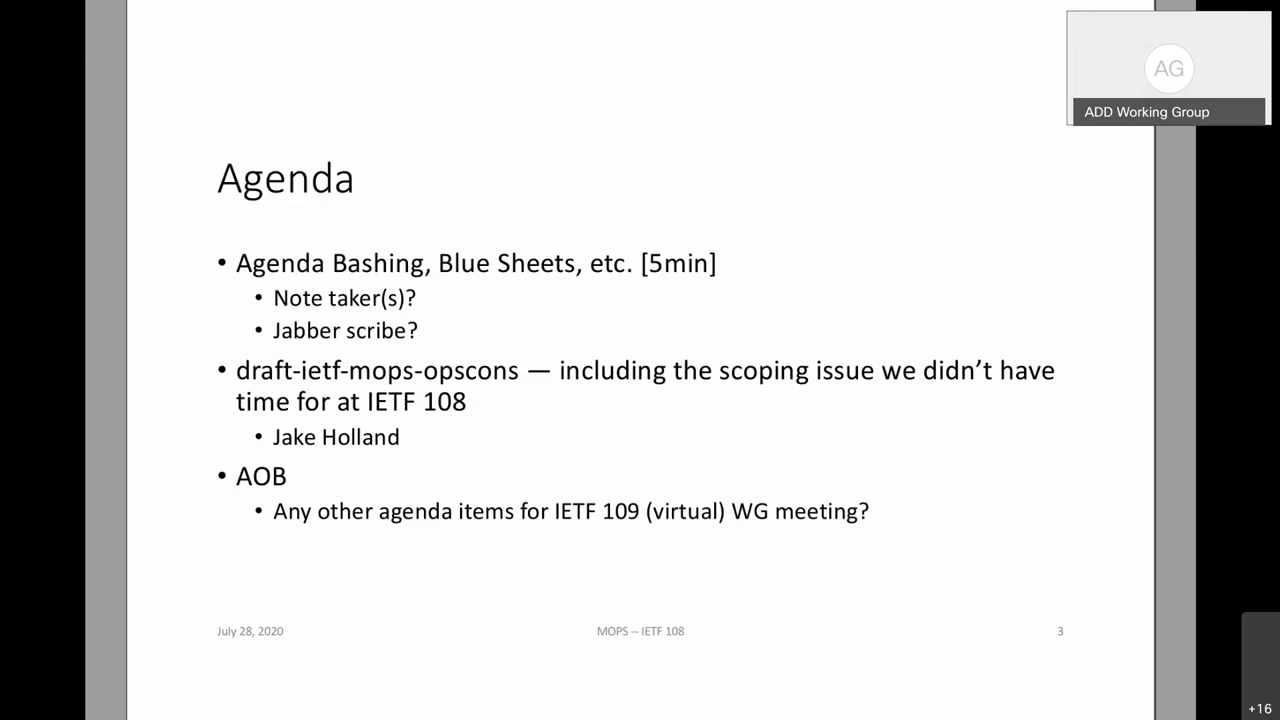 AG
ADD Working Group
Agenda
• Agenda Bashing, Blue Sheets, etc. [5min]
• Note taker(s)?
• Jabber scribe?
• draft-ietf-mops-opscons — including the scoping issue we didn’t have
time for at IETF 108
• Jake Holland
• AOB
• Any other agenda items for IETF 109 (virtual) WG meeting?
July 28, 2020
MOPS -- IETF 108
3
+16